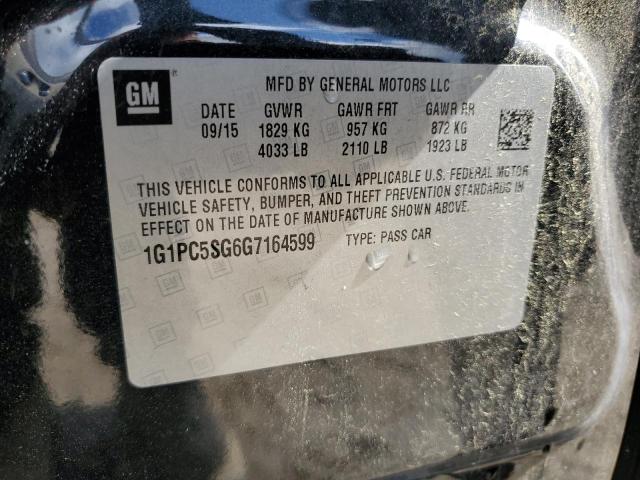 GM
MFD BY GENERAL MOTORS LLC
DATE GVWR GAWR FRT GAWR RR
09/15 1829 KG 957 KG 872 KG
4033 LB 2110 LB 1923 LB
THIS VEHICLE CONFORMS TO ALL APPLICABLE U.S. FEDERAL MOTOR
VEHICLE SAFETY, BUMPER, AND THEFT PREVENTION STANDARDS IN
EFFECT ON THE DATE OF MANUFACTURE SHOWN ABOVE.
1G1PC5SG6G7164599 TYPE: PASS CAR